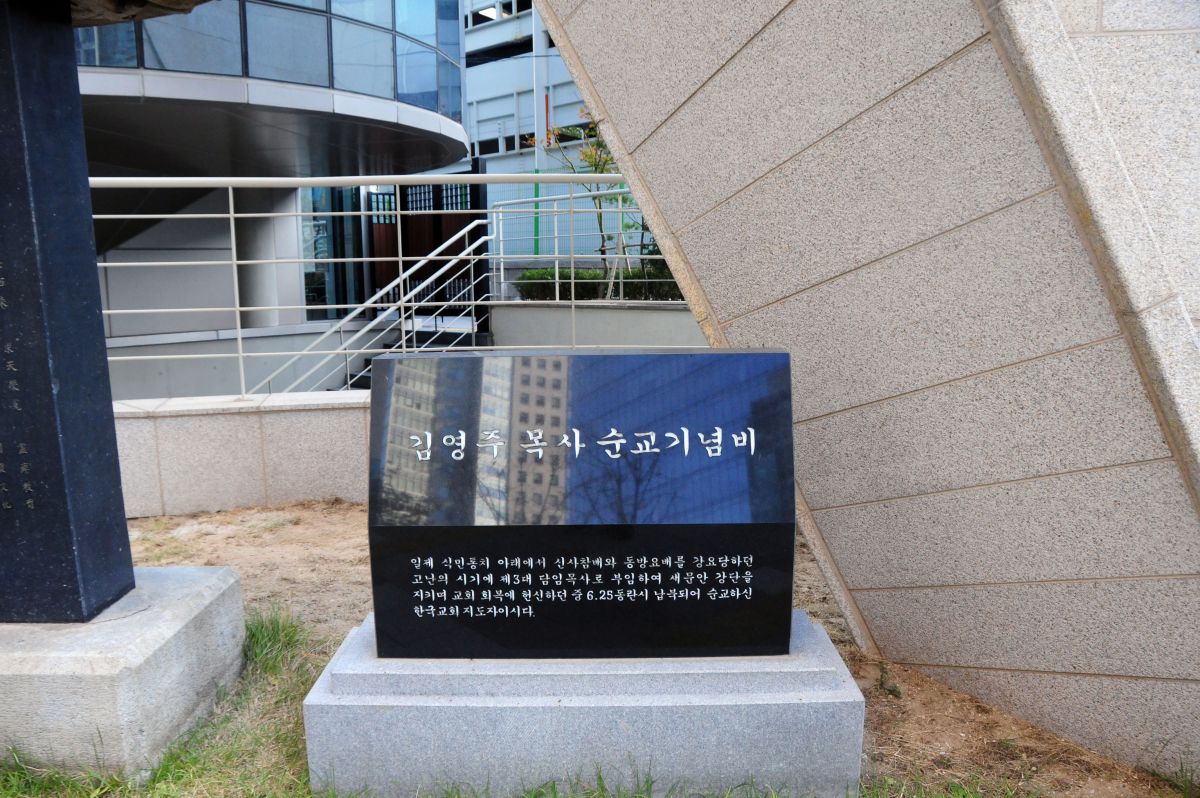 김영주 목사 순교기념비
일제 식민통치 아래에서 신사참배와 동방요배를 강요당하던
고난의 시기에 제3대 담임목사로 부임하여 새문안 강단을
지키며 교회 회복에 헌신하던 중 6.25동란시 납북되어 순교하신
한국교회 지도자이시다.